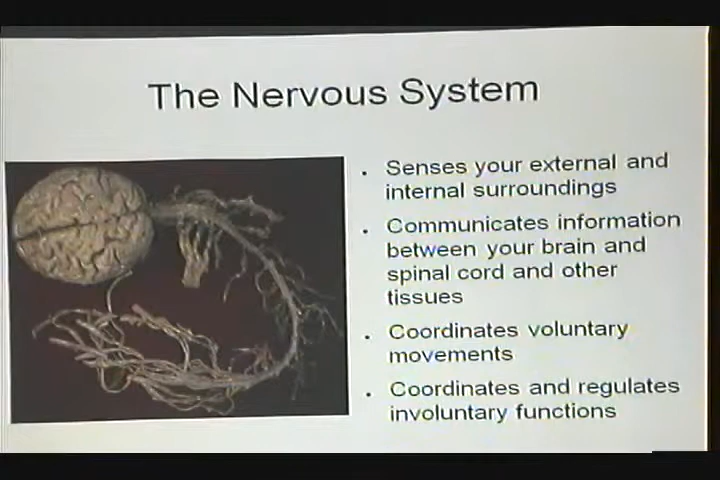 The Nervous System
• Senses your external and
internal surroundings
• Communicates information
between your brain and
spinal cord and other
tissues
• Coordinates voluntary
movements
• Coordinates and regulates
involuntary functions